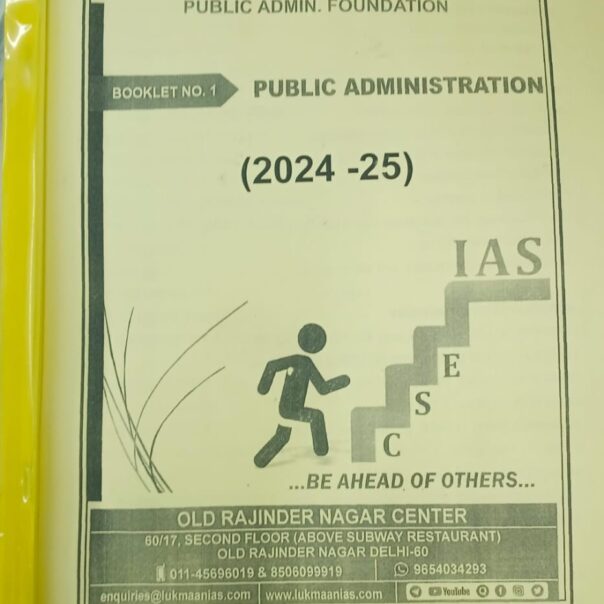 PUBLIC ADMIN. FOUNDATION
BOOKLET NO. 1
PUBLIC ADMINISTRATION
(2024 -25)
IAS
E
S
C
...BE AHEAD OF OTHERS...
OLD RAJINDER NAGAR CENTER
60/17, SECOND FLOOR (ABOVE SUBWAY RESTAURANT)
OLD RAJINDER NAGAR DELHI-60
011-45696019 & 8506099919
9654034293
enquiries@lukmaanias.com
www.lukmaanias.com
YouTube